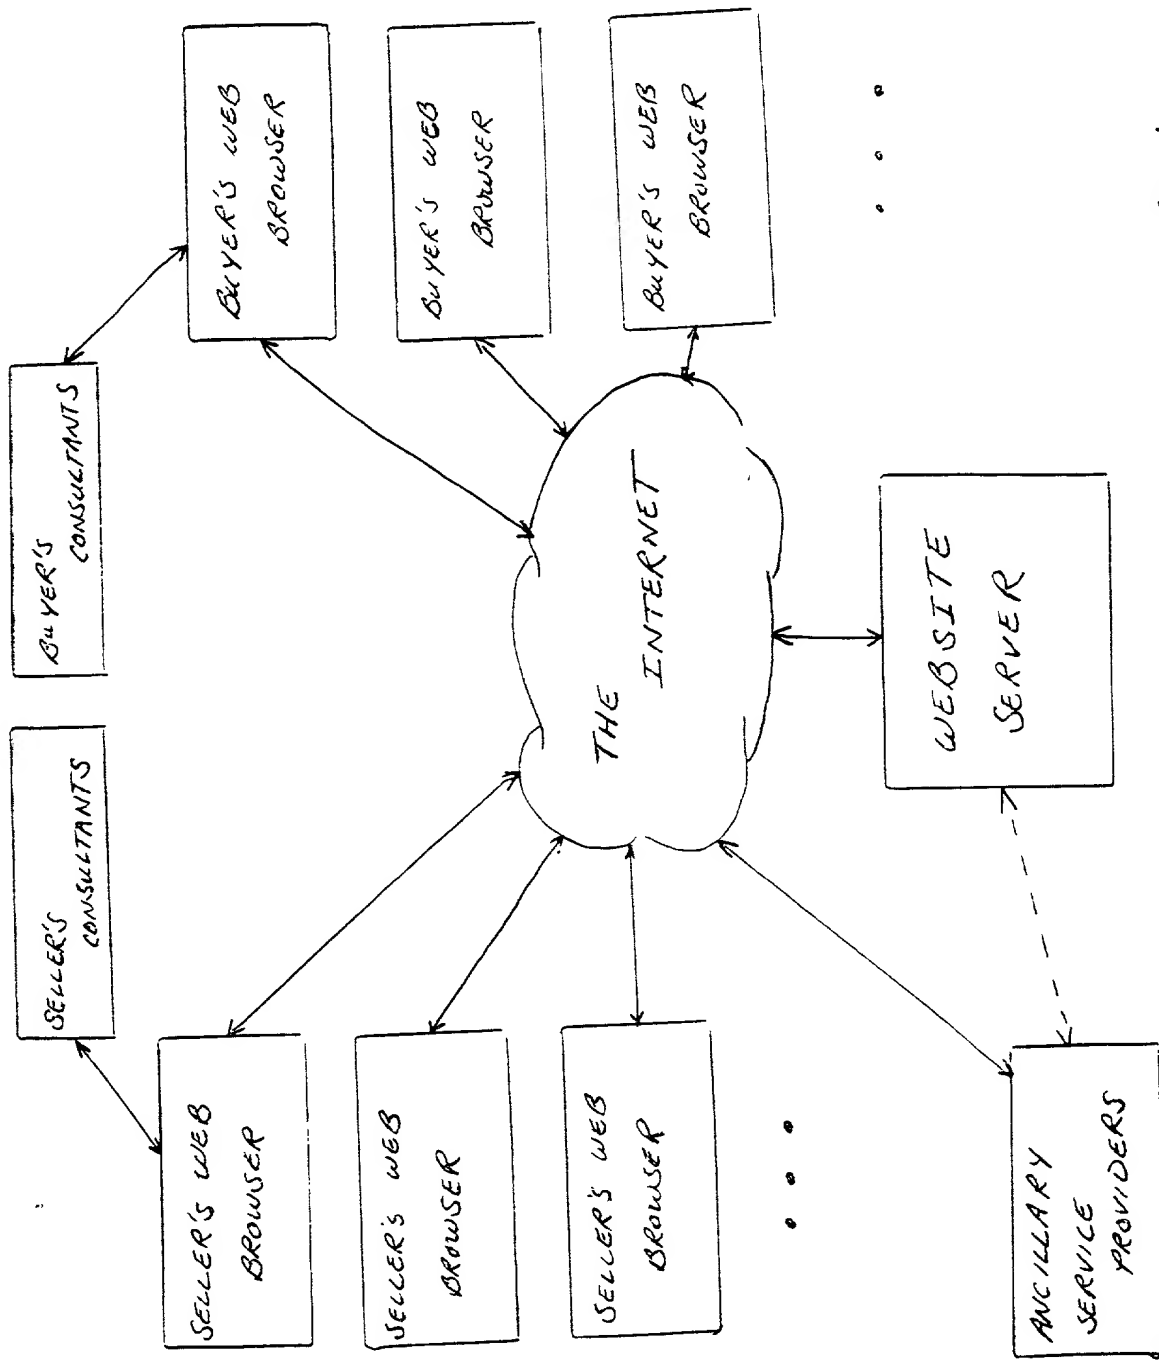 SELLER'S
CONSULTANTS
BUYER'S
CONSULTANTS
SELLER'S WEB
BROWSER
BUYER'S WEB
BROWSER
SELLER'S WEB
BROWSER
BUYER'S WEB
BROWSER
SELLER'S WEB
BROWSER
BUYER'S WEB
BROWSER
THE
INTERNET
WEBSITE
SERVER
ANCILLARY
SERVICE
PROVIDERS